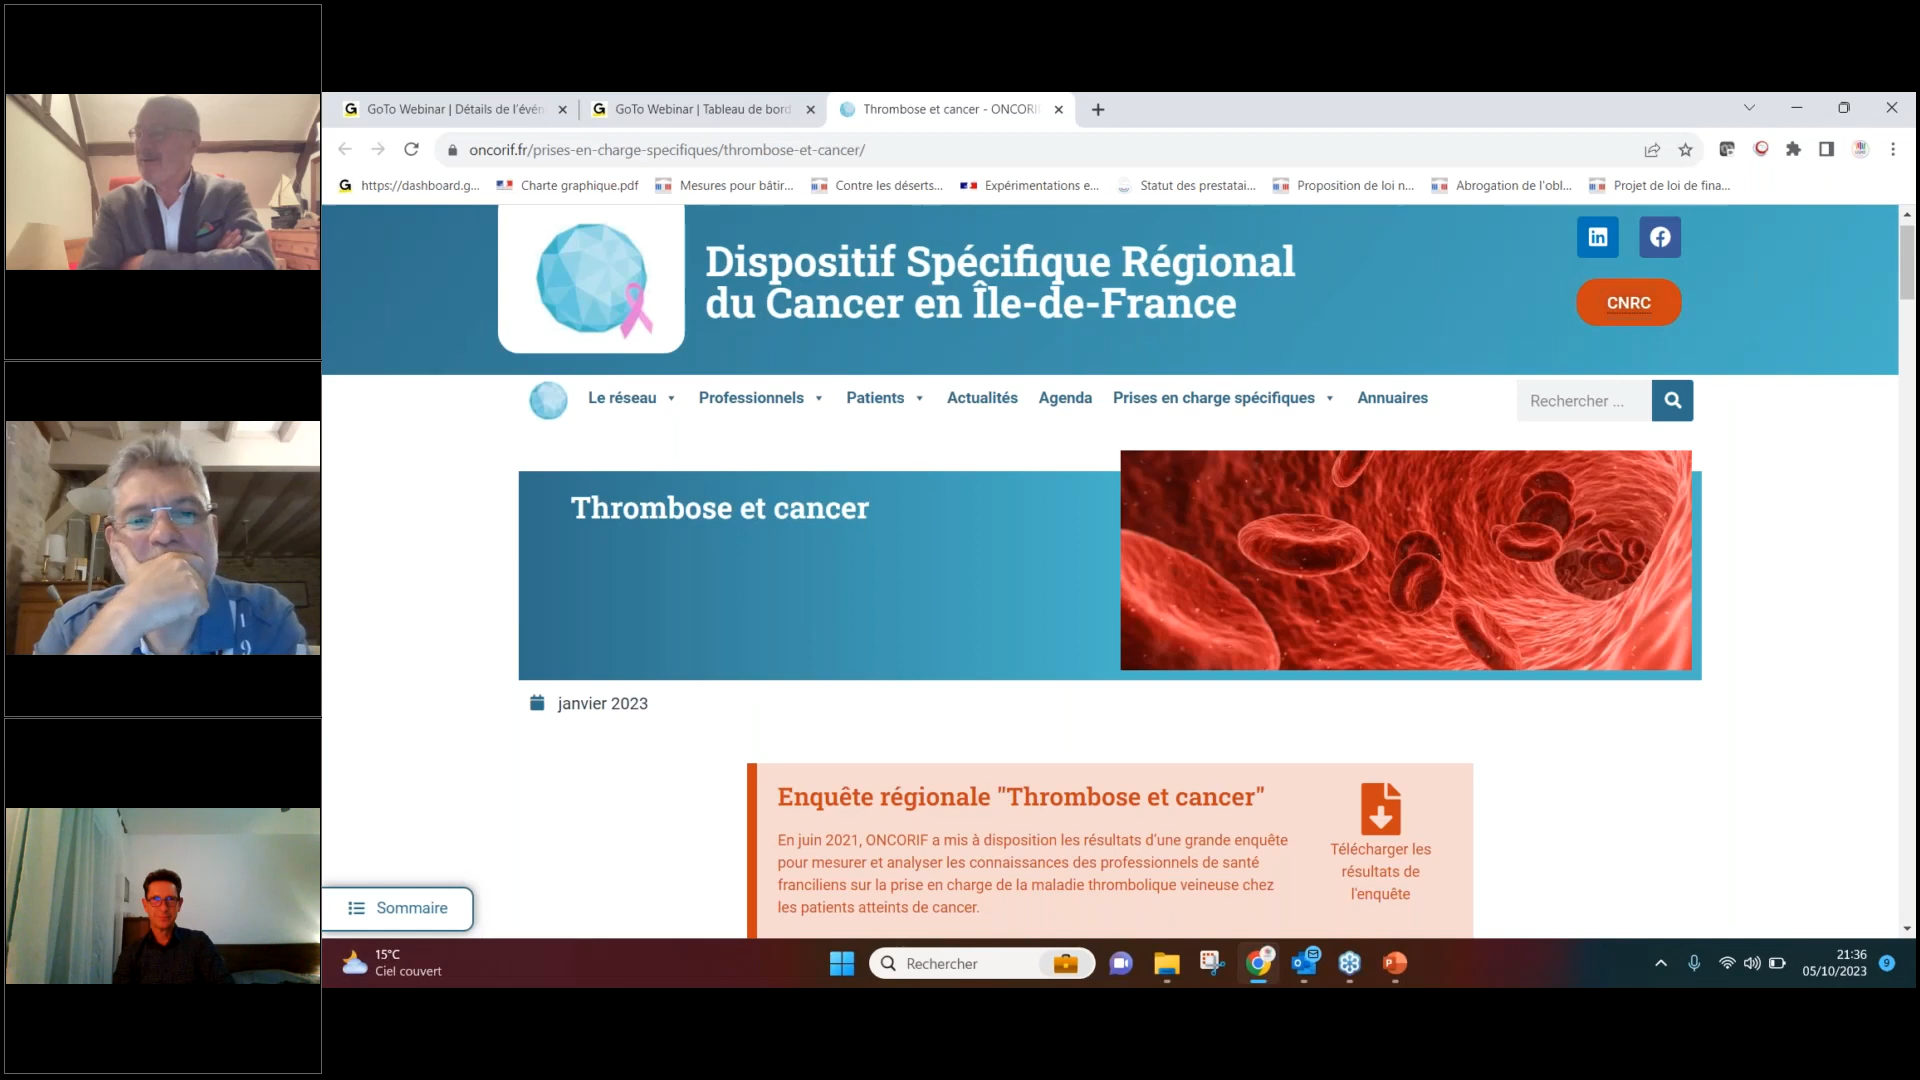 GoTo Webinar | Détails de l'évén
GoTo Webinar | Tableau de bord
Thrombose et cancer - ONCORI
oncorif.fr/prises-en-charge-specifiques/thrombose-et-cancer/
https://dashboard.g...
Charte graphique.pdf
Mesures pour bâtir...
Contre les déserts...
Expérimentations e...
Statut des prestatai...
Proposition de loi n...
Abrogation de l'obl...
Projet de loi de fina...
Dispositif Spécifique Régional
du Cancer en Île-de-France
CNRC
Le réseau
Professionnels
Patients
Actualités
Agenda
Prises en charge spécifiques
Annuaires
Rechercher ...
Thrombose et cancer
janvier 2023
Enquête régionale "Thrombose et cancer"
En juin 2021, ONCORIF a mis à disposition les résultats d'une grande enquête
pour mesurer et analyser les connaissances des professionnels de santé
franciliens sur la prise en charge de la maladie thrombolique veineuse chez
les patients atteints de cancer.
Télécharger les
résultats de
l'enquête
Sommaire
15°C
Ciel couvert
Rechercher
21:36
05/10/2023
9